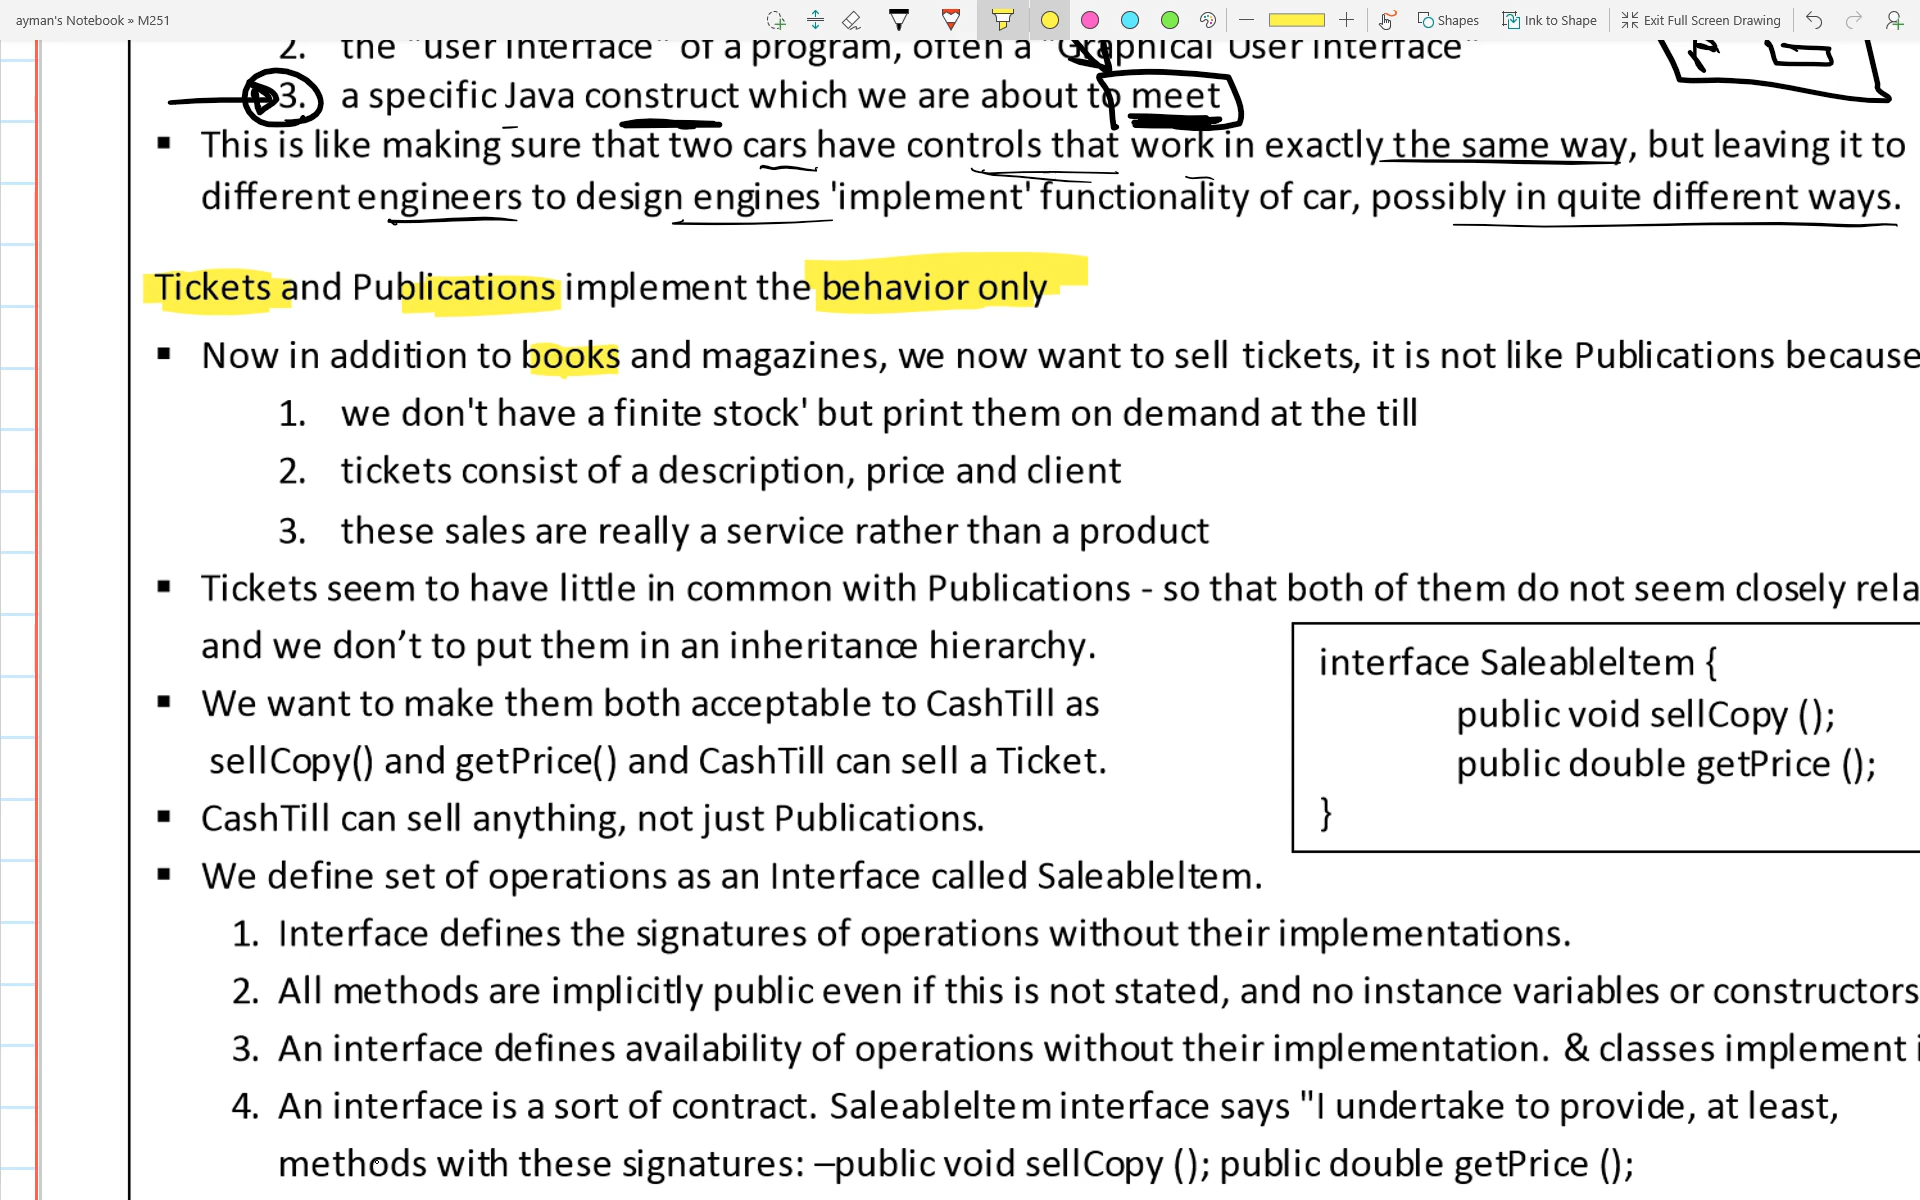 ayman's Notebook » M251
Shapes
Ink to Shape
Exit Full Screen Drawing
2. the "user interface" of a program, often a "Graphical User Interface"
3. a specific Java construct which we are about to meet
▪ This is like making sure that two cars have controls that work in exactly the same way, but leaving it to
different engineers to design engines 'implement' functionality of car, possibly in quite different ways.
Tickets and Publications implement the behavior only
▪ Now in addition to books and magazines, we now want to sell tickets, it is not like Publications because
1. we don't have a finite stock' but print them on demand at the till
2. tickets consist of a description, price and client
3. these sales are really a service rather than a product
▪ Tickets seem to have little in common with Publications - so that both of them do not seem closely rela
and we don’t to put them in an inheritance hierarchy.
▪ We want to make them both acceptable to CashTill as
sellCopy() and getPrice() and CashTill can sell a Ticket.
▪ CashTill can sell anything, not just Publications.
interface SaleableItem {
public void sellCopy ();
public double getPrice ();
}
▪ We define set of operations as an Interface called SaleableItem.
1. Interface defines the signatures of operations without their implementations.
2. All methods are implicitly public even if this is not stated, and no instance variables or constructors
3. An interface defines availability of operations without their implementation. & classes implement i
4. An interface is a sort of contract. SaleableItem interface says "I undertake to provide, at least,
methods with these signatures: –public void sellCopy (); public double getPrice ();